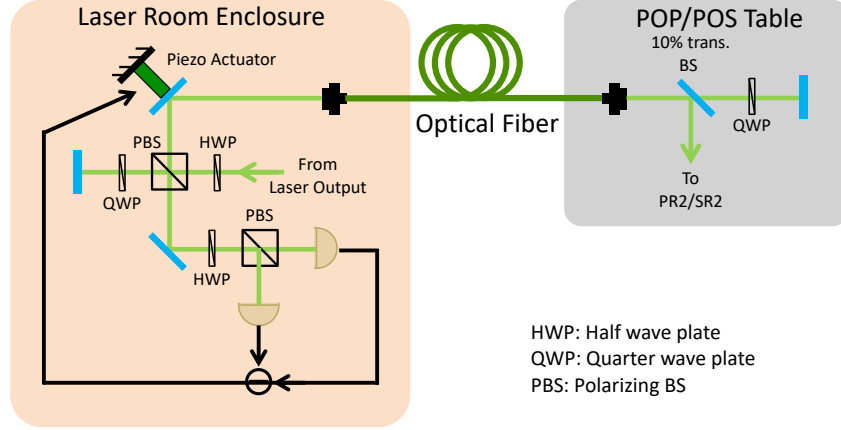 Laser Room Enclosure
Piezo Actuator
PBS
HWP
From
Laser Output
QWP
PBS
HWP
Optical Fiber
POP/POS Table
10% trans.
BS
QWP
To
PR2/SR2
HWP: Half wave plate
QWP: Quarter wave plate
PBS: Polarizing BS